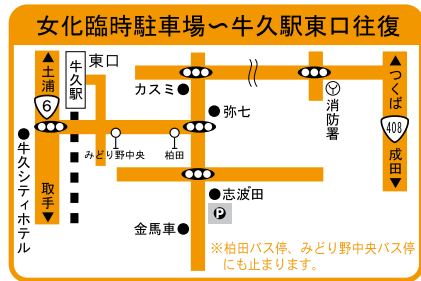 女化臨時駐車場～牛久駅東口往復
▲土浦
6
取手▼
牛久駅
東口
カスミ
弥七
消防署
▲つくば
408
成田▼
牛久シティホテル
みどり野中央
柏田
志波田
P
金馬車
※柏田バス停、みどり野中央バス停
にも止まります。